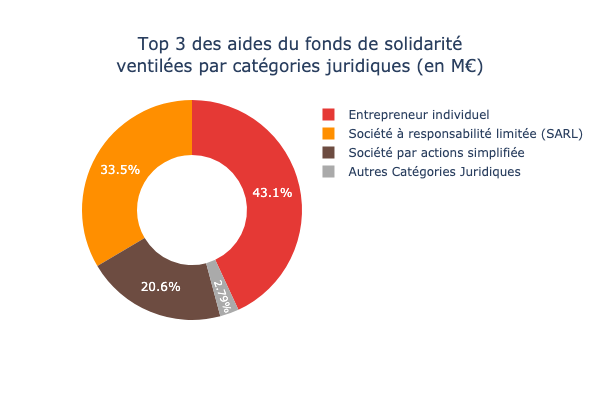 Top 3 des aides du fonds de solidarité
ventilées par catégories juridiques (en M€)
Entrepreneur individuel
Société à responsabilité limitée (SARL)
Société par actions simplifiée
Autres Catégories Juridiques
33.5%
43.1%
20.6%
2.79%